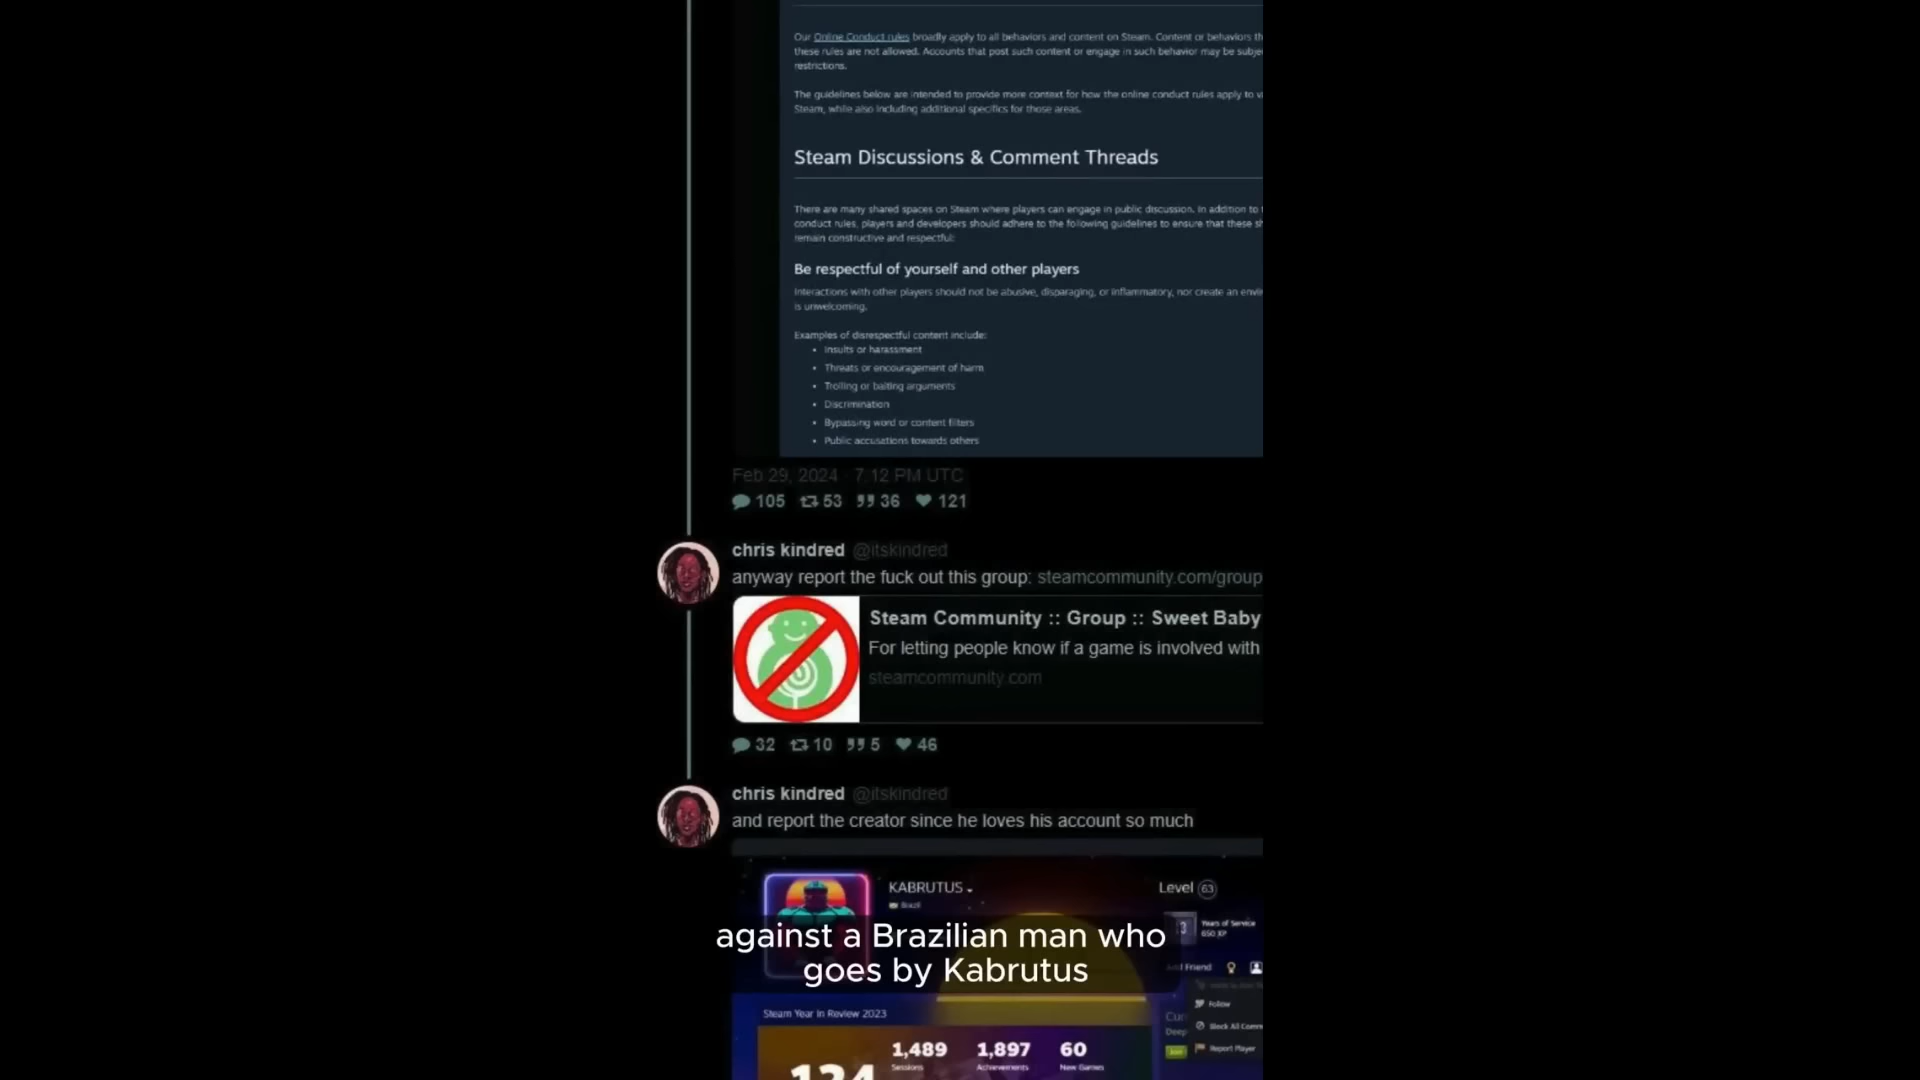 Our Online Conduct rules broadly apply to all behaviors and content on Steam. Content or behaviors
these rules are not allowed. Accounts that post such content or engage in such behavior may be
restrictions.
The guidelines below are intended to provide more context for how the online conduct rules apply to
Steam, while also including additional specifics for those areas.
Steam Discussions & Comment Threads
There are many shared spaces on Steam where players can engage in public discussion. In addition to
conduct rules, players and developers should adhere to the following guidelines to ensure that these
remain constructive and respectful:
Be respectful of yourself and other players
Interactions with other players should not be abusive, disparaging, or inflammatory, nor create an
is unwelcoming.
Examples of disrespectful content include:
• Insults or harassment
• Threats or encouragement of harm
• Trolling or baiting arguments
• Discrimination
• Bypassing word or content filters
• Public accusations towards others
Feb 29, 2024 · 7:12 PM UTC
105 53 36 121
chris kindred @itskindred
anyway report the fuck out this group: steamcommunity.com/group
Steam Community :: Group :: Sweet Baby
For letting people know if a game is involved with
steamcommunity.com
32 10 5 46
chris kindred @itskindred
and report the creator since he loves his account so much
KABRUTUS
Level 63
Brazil
Years of Service
650 XP
against a Brazilian man who
goes by Kabrutus
Friend
Follow
Block All
Report Player
Steam Year In Review 2023
1,489 1,897 60
Sessions Achievements New Games
124